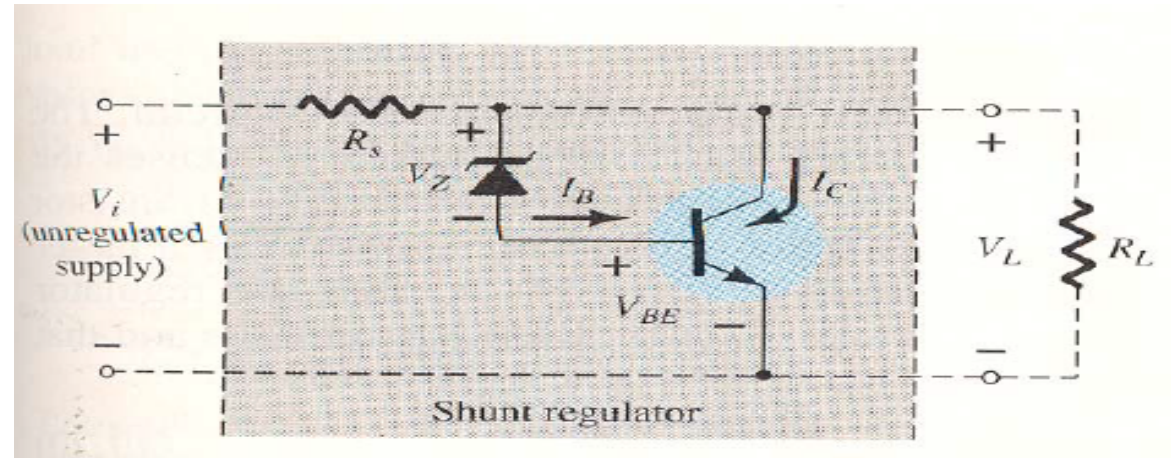 R_s
+
V_Z
−
I_B
I_C
+
V_BE
−
+
V_i
(unregulated
supply)
−
+
V_L
−
R_L
Shunt regulator